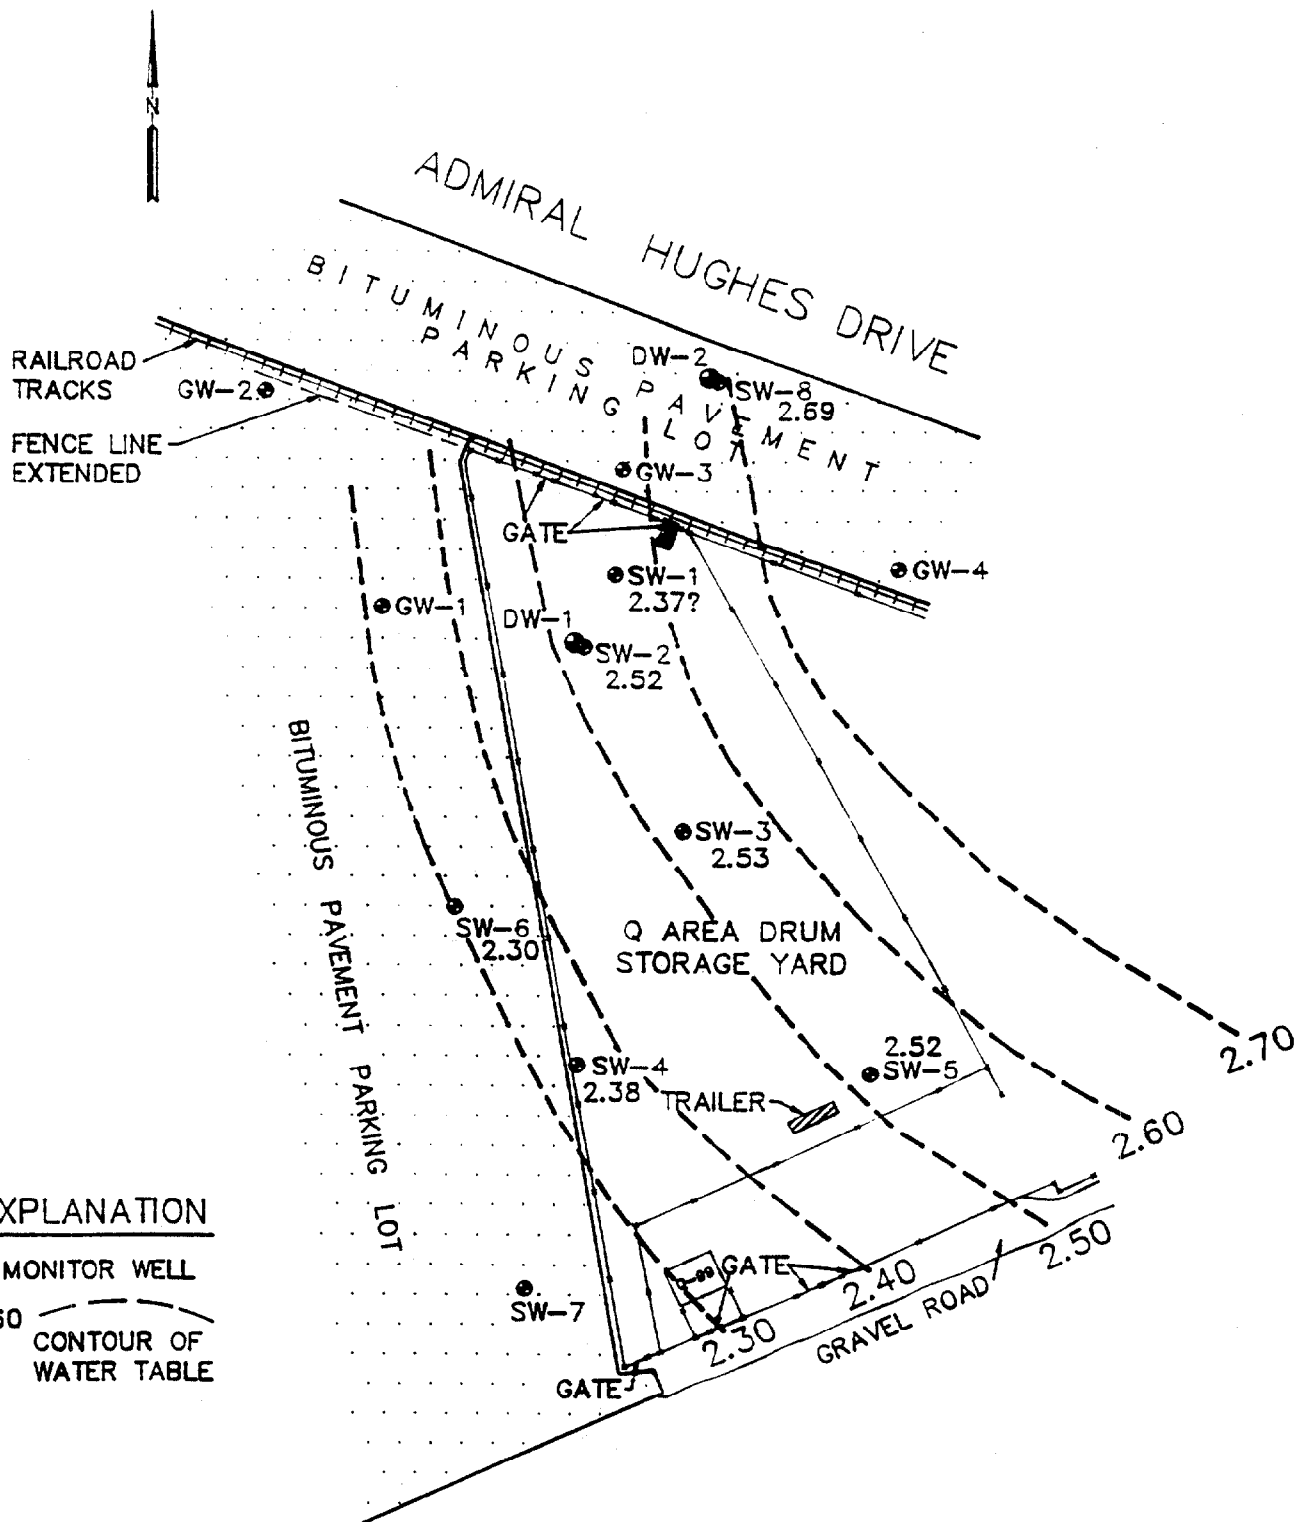 N
ADMIRAL HUGHES DRIVE
BITUMINOUS PAVEMENT
PARKING LOT
RAILROAD
TRACKS
GW-2
FENCE LINE
EXTENDED
DW-2
SW-8
2.69
GW-3
GATE
GW-4
SW-1
2.37?
GW-1
DW-1
SW-2
2.52
BITUMINOUS PAVEMENT PARKING LOT
SW-3
2.53
SW-6
2.30
Q AREA DRUM
STORAGE YARD
2.70
SW-4
2.38
2.52
SW-5
TRAILER
2.60
XPLANATION
MONITOR WELL
50
CONTOUR OF
WATER TABLE
SW-7
GATE
2.50
2.40
GRAVEL ROAD
2.30
GATE